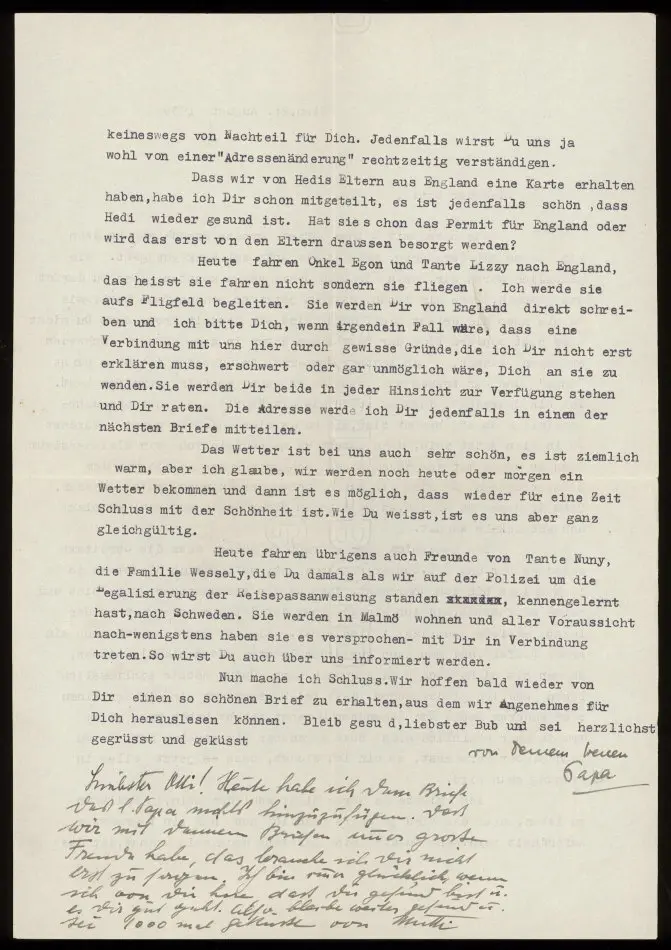 keineswegs von Nachteil für Dich. Jedenfalls wirst Du uns ja
wohl von einer"Adressenänderung" rechtzeitig verständigen.
Dass wir von Hedis Eltern aus England eine Karte erhalten
haben,habe ich Dir schon mitgeteilt, es ist jedenfalls schön ,dass
Hedi wieder gesund ist. Hat sie s chon das Permit für England oder
wird das erst von den Eltern draussen besorgt werden?
Heute fahren Onkel Egon und Tante Lizzy nach England,
das heisst sie fahren nicht sondern sie fliegen . Ich werde sie
aufs Fligfeld begleiten. Sie werden Dir von England direkt schrei-
ben und ich bitte Dich, wenn irgendein Fall wäre, dass eine
Verbindung mit uns hier durch gewisse Gründe,die ich Dir nicht erst
erklären muss, erschwert oder gar unmöglich wäre, Dich an sie zu
wenden.Sie werden Dir beide in jeder Hinsicht zur Verfügung stehen
und Dir raten. Die Adresse werde ich Dir jedenfalls in einem der
nächsten Briefe mitteilen.
Das Wetter ist bei uns auch sehr schön, es ist ziemlich
warm, aber ich glaube, wir werden noch heute oder morgen ein
Wetter bekommen und dann ist es möglich, dass wieder für eine Zeit
Schluss mit der Schönheit ist.Wie Du weisst,ist es uns aber ganz
gleichgültig.
Heute fahren übrigens auch Freunde von Tante Nuny,
die Familie Wessely,die Du damals als wir auf der Polizei um die
Legalisierung der Reisepassanweisung standen , kennengelernt
hast,nach Schweden. Sie werden in Malmö wohnen und aller Voraussicht
nach-wenigstens haben sie es versprochen- mit Dir in Verbindung
treten.So wirst Du auch über uns informiert werden.
Nun mache ich Schluss.Wir hoffen bald wieder von
Dir einen so schönen Brief zu erhalten,aus dem wir Angenehmes für
Dich herauslesen können. Bleib gesu d,liebster Bub und sei herzlichst
gegrüsst und geküsst
von Deinem
Papa
Otti! Heute habe ich dem Briefe
des l. Papa nichts hinzuzufügen. Dass
wir mit Deinen Briefen immer grosse
Freude habe, das brauche ich Dir nicht
erst zu sagen. Ich bin immer glücklich, wenn
ich von Dir höre dass Du gesund bist u.
es Dir gut geht. Also bleibe weiter gesund u.
sei 1000 mal geküsst von Mutti